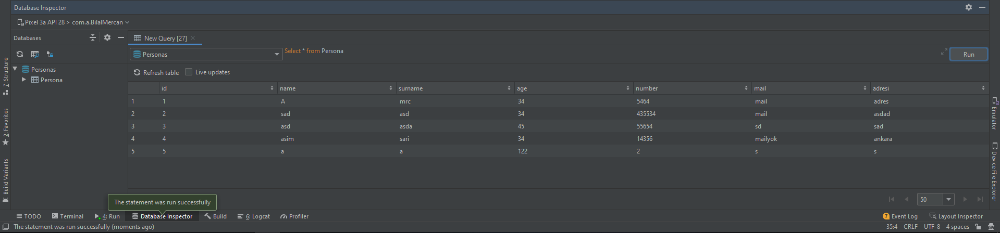 Database Inspector
Pixel 3a API 28 > com.a.BilalMercan
Databases
New Query [27]
Personas
Select * from Persona
Run
Personas
Persona
Refresh table
Live updates
id name surname age number mail adresi
1 1 A mrc 34 5464 mail adres
2 2 sad asd 34 435534 mail asdad
3 3 asd asda 45 55654 sd sad
4 4 asim sari 34 14356 mailyok ankara
5 5 a a 122 2 s s
50
The statement was run successfully
TODO Terminal 4: Run Database Inspector Build 6: Logcat Profiler
7 Event Log Layout Inspector
The statement was run successfully (moments ago)
35:4 CRLF UTF-8 4 spaces
7: Structure
2: Favorites
Build Variants
Emulator
Device File Explorer